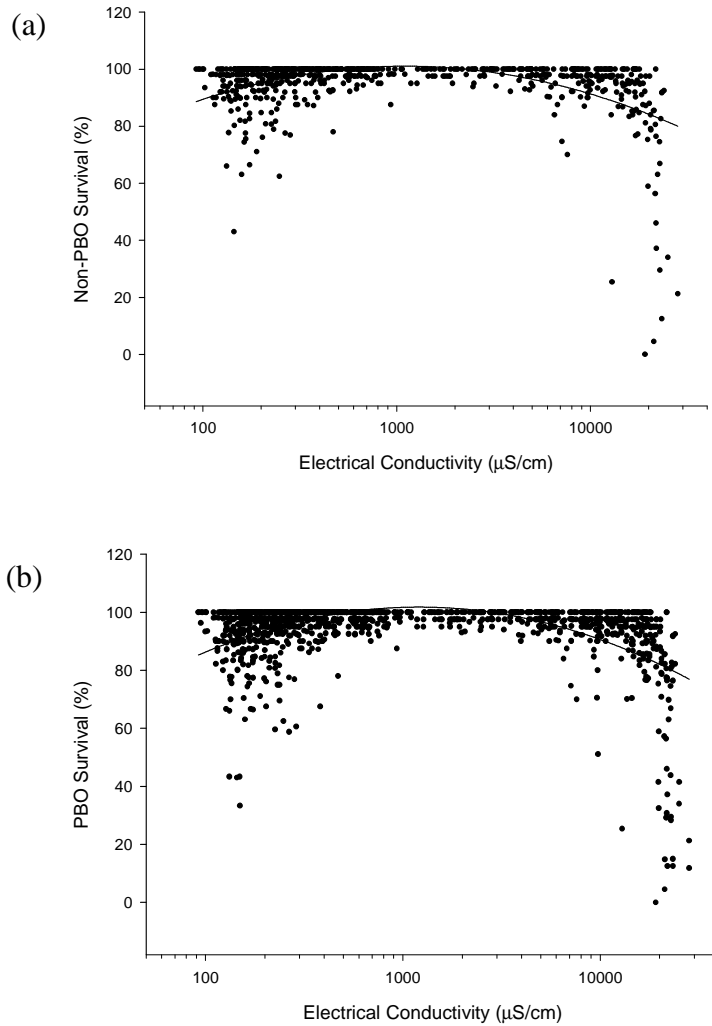 (a)
120
100
80
60
40
20
0
Non-PBO Survival (%)
100 1000 10000
Electrical Conductivity (μS/cm)
(b)
120
100
80
60
40
20
0
PBO Survival (%)
100 1000 10000
Electrical Conductivity (μS/cm)